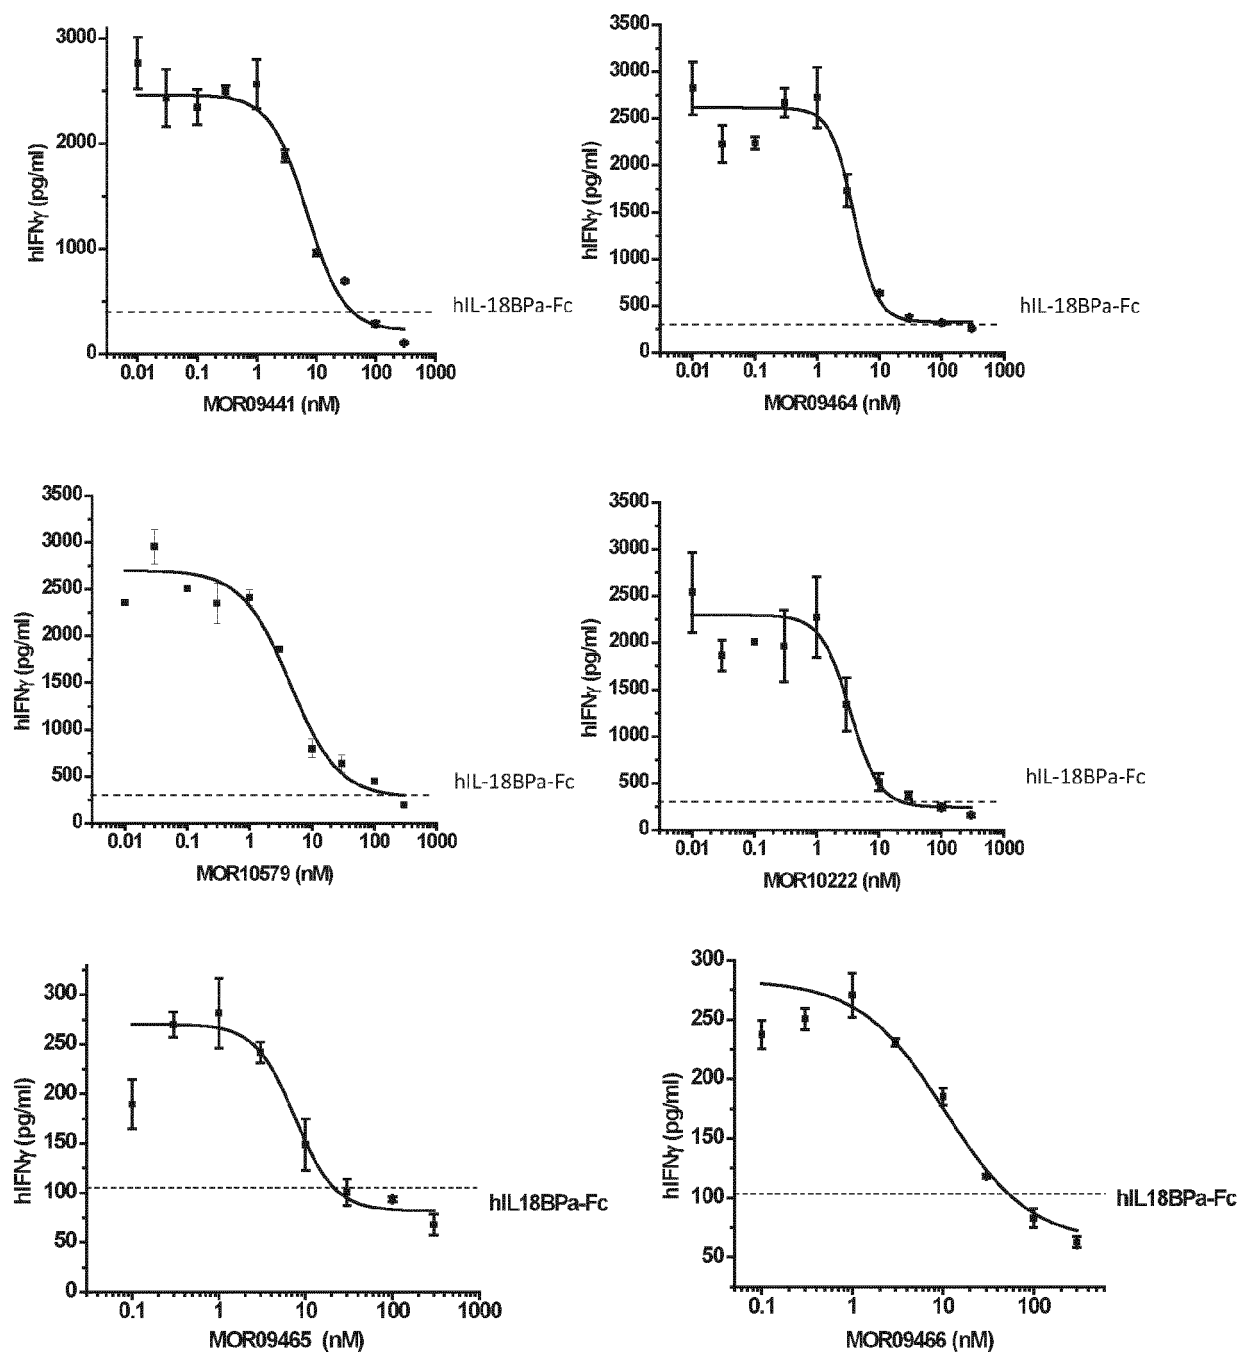 3000
2000
1000
0
hIFNγ (pg/ml)
0.01 0.1 1 10 100 1000
MOR09441 (nM)
hIL-18BPa-Fc
3500
3000
2500
2000
1500
1000
500
0
hIFNγ (pg/ml)
0.01 0.1 1 10 100 1000
MOR09464 (nM)
hIL-18BPa-Fc
3500
3000
2500
2000
1500
1000
500
0
hIFNγ (pg/ml)
0.01 0.1 1 10 100 1000
MOR10579 (nM)
hIL-18BPa-Fc
3500
3000
2500
2000
1500
1000
500
0
hIFNγ (pg/ml)
0.01 0.1 1 10 100 1000
MOR10222 (nM)
hIL-18BPa-Fc
300
250
200
150
100
50
0
hIFNγ (pg/ml)
0.1 1 10 100 1000
MOR09465 (nM)
hIL18BPa-Fc
300
250
200
150
100
50
hIFNγ (pg/ml)
0.1 1 10 100
MOR09466 (nM)
hIL18BPa-Fc